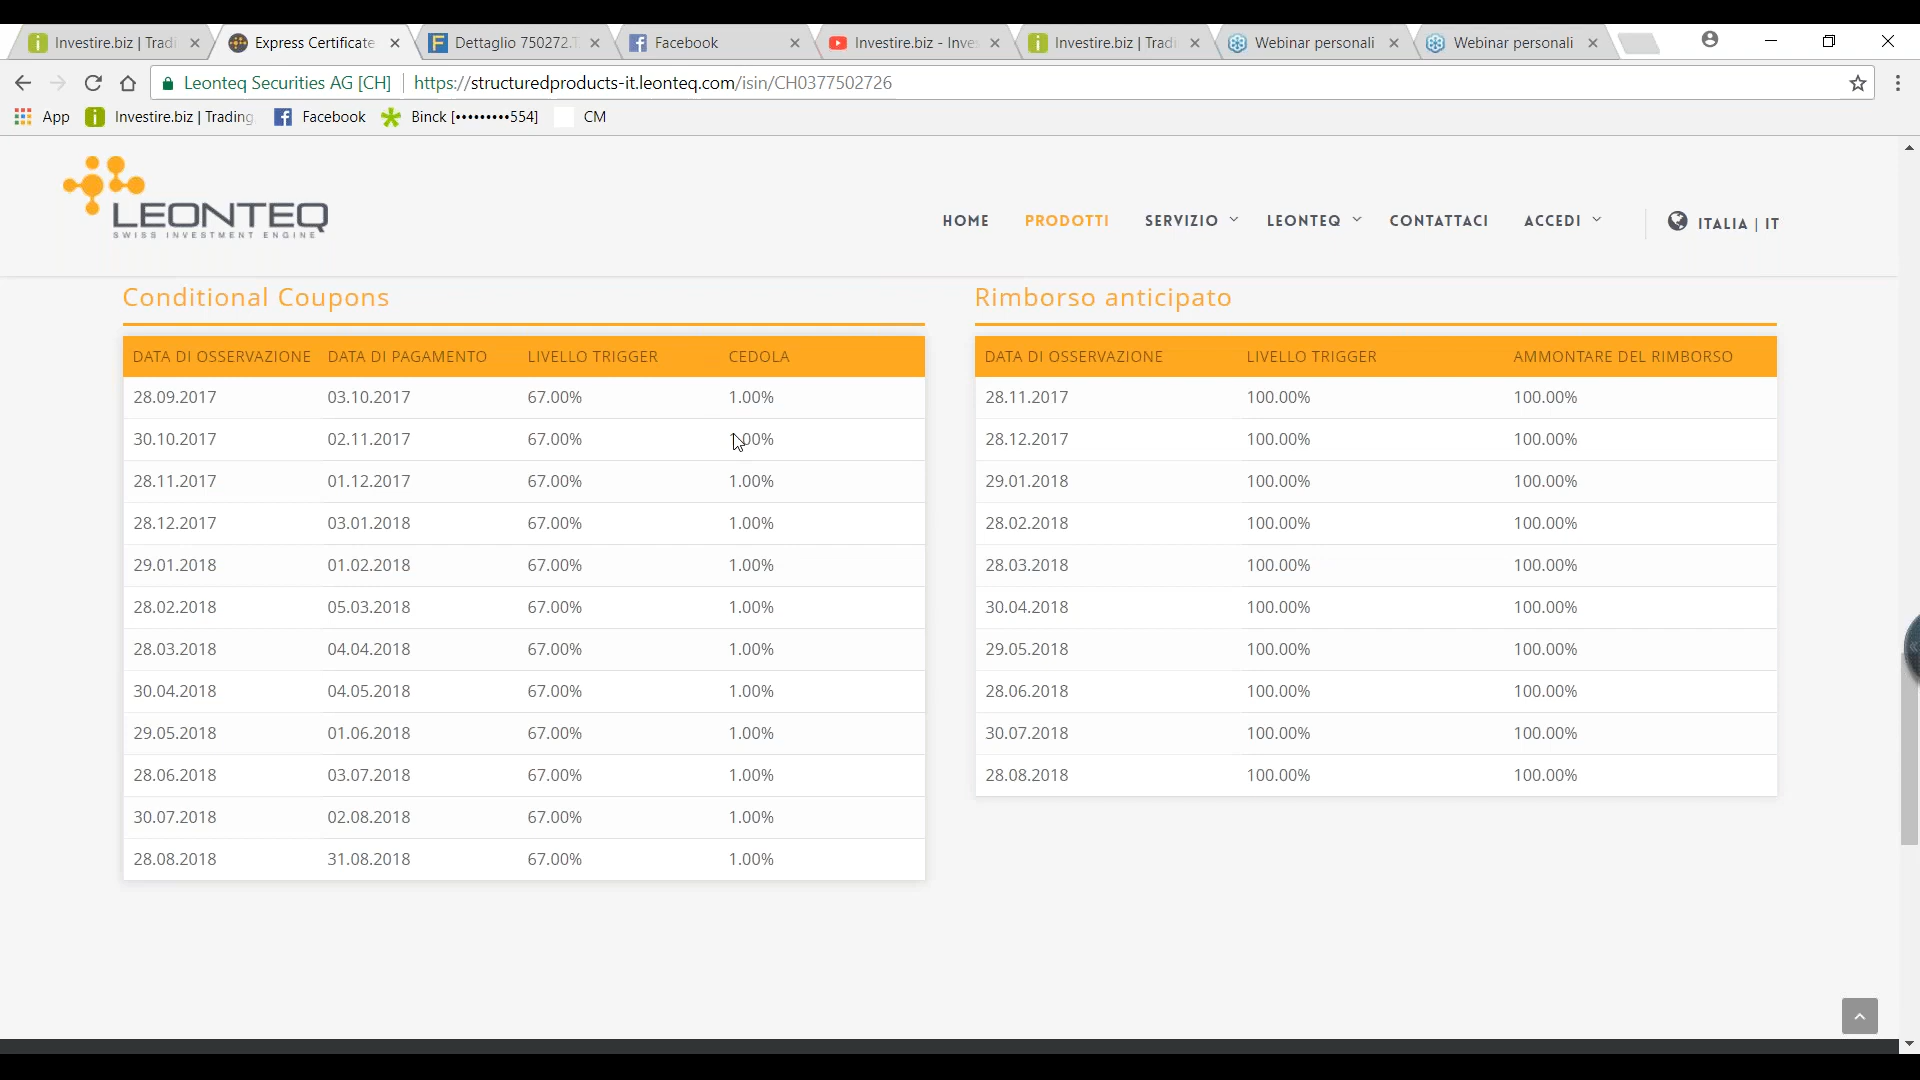 Investire.biz | Tradi
Express Certificate
Dettaglio 750272.
Facebook
Investire.biz - Inve
Investire.biz | Tradi
Webinar personali
Webinar personali
Leonteq Securities AG [CH]
https://structuredproducts-it.leonteq.com/isin/CH0377502726
App
Investire.biz | Trading
Facebook
Binck [•••••••••554]
CM
LEONTEQ
SWISS INVESTMENT ENGINE
HOME
PRODOTTI
SERVIZIO
LEONTEQ
CONTATTACI
ACCEDI
ITALIA | IT
Conditional Coupons
DATA DI OSSERVAZIONE DATA DI PAGAMENTO LIVELLO TRIGGER CEDOLA
28.09.2017 03.10.2017 67.00% 1.00%
30.10.2017 02.11.2017 67.00% 1.00%
28.11.2017 01.12.2017 67.00% 1.00%
28.12.2017 03.01.2018 67.00% 1.00%
29.01.2018 01.02.2018 67.00% 1.00%
28.02.2018 05.03.2018 67.00% 1.00%
28.03.2018 04.04.2018 67.00% 1.00%
30.04.2018 04.05.2018 67.00% 1.00%
29.05.2018 01.06.2018 67.00% 1.00%
28.06.2018 03.07.2018 67.00% 1.00%
30.07.2018 02.08.2018 67.00% 1.00%
28.08.2018 31.08.2018 67.00% 1.00%
Rimborso anticipato
DATA DI OSSERVAZIONE LIVELLO TRIGGER AMMONTARE DEL RIMBORSO
28.11.2017 100.00% 100.00%
28.12.2017 100.00% 100.00%
29.01.2018 100.00% 100.00%
28.02.2018 100.00% 100.00%
28.03.2018 100.00% 100.00%
30.04.2018 100.00% 100.00%
29.05.2018 100.00% 100.00%
28.06.2018 100.00% 100.00%
30.07.2018 100.00% 100.00%
28.08.2018 100.00% 100.00%